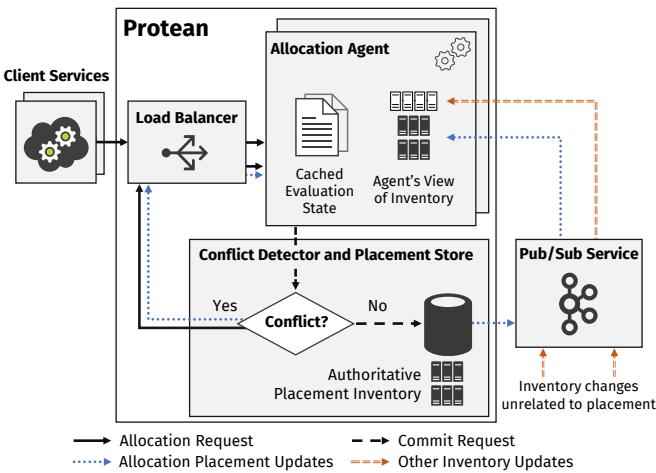 Protean
Client Services
Load Balancer
Allocation Agent
Cached
Evaluation
State
Agent's View
of Inventory
Conflict Detector and Placement Store
Yes
Conflict?
No
Authoritative
Placement Inventory
Pub/Sub Service
Inventory changes
unrelated to placement
Allocation Request
Commit Request
Allocation Placement Updates
Other Inventory Updates